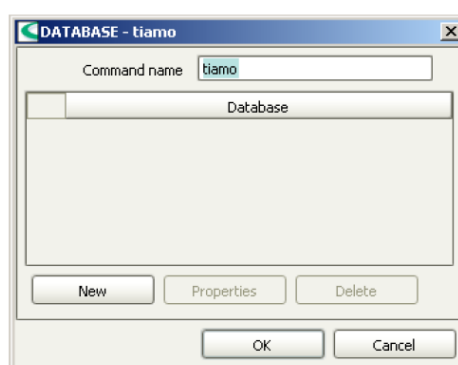 DATABASE - tiamo
Command name tiamo
Database
New Properties Delete
OK Cancel